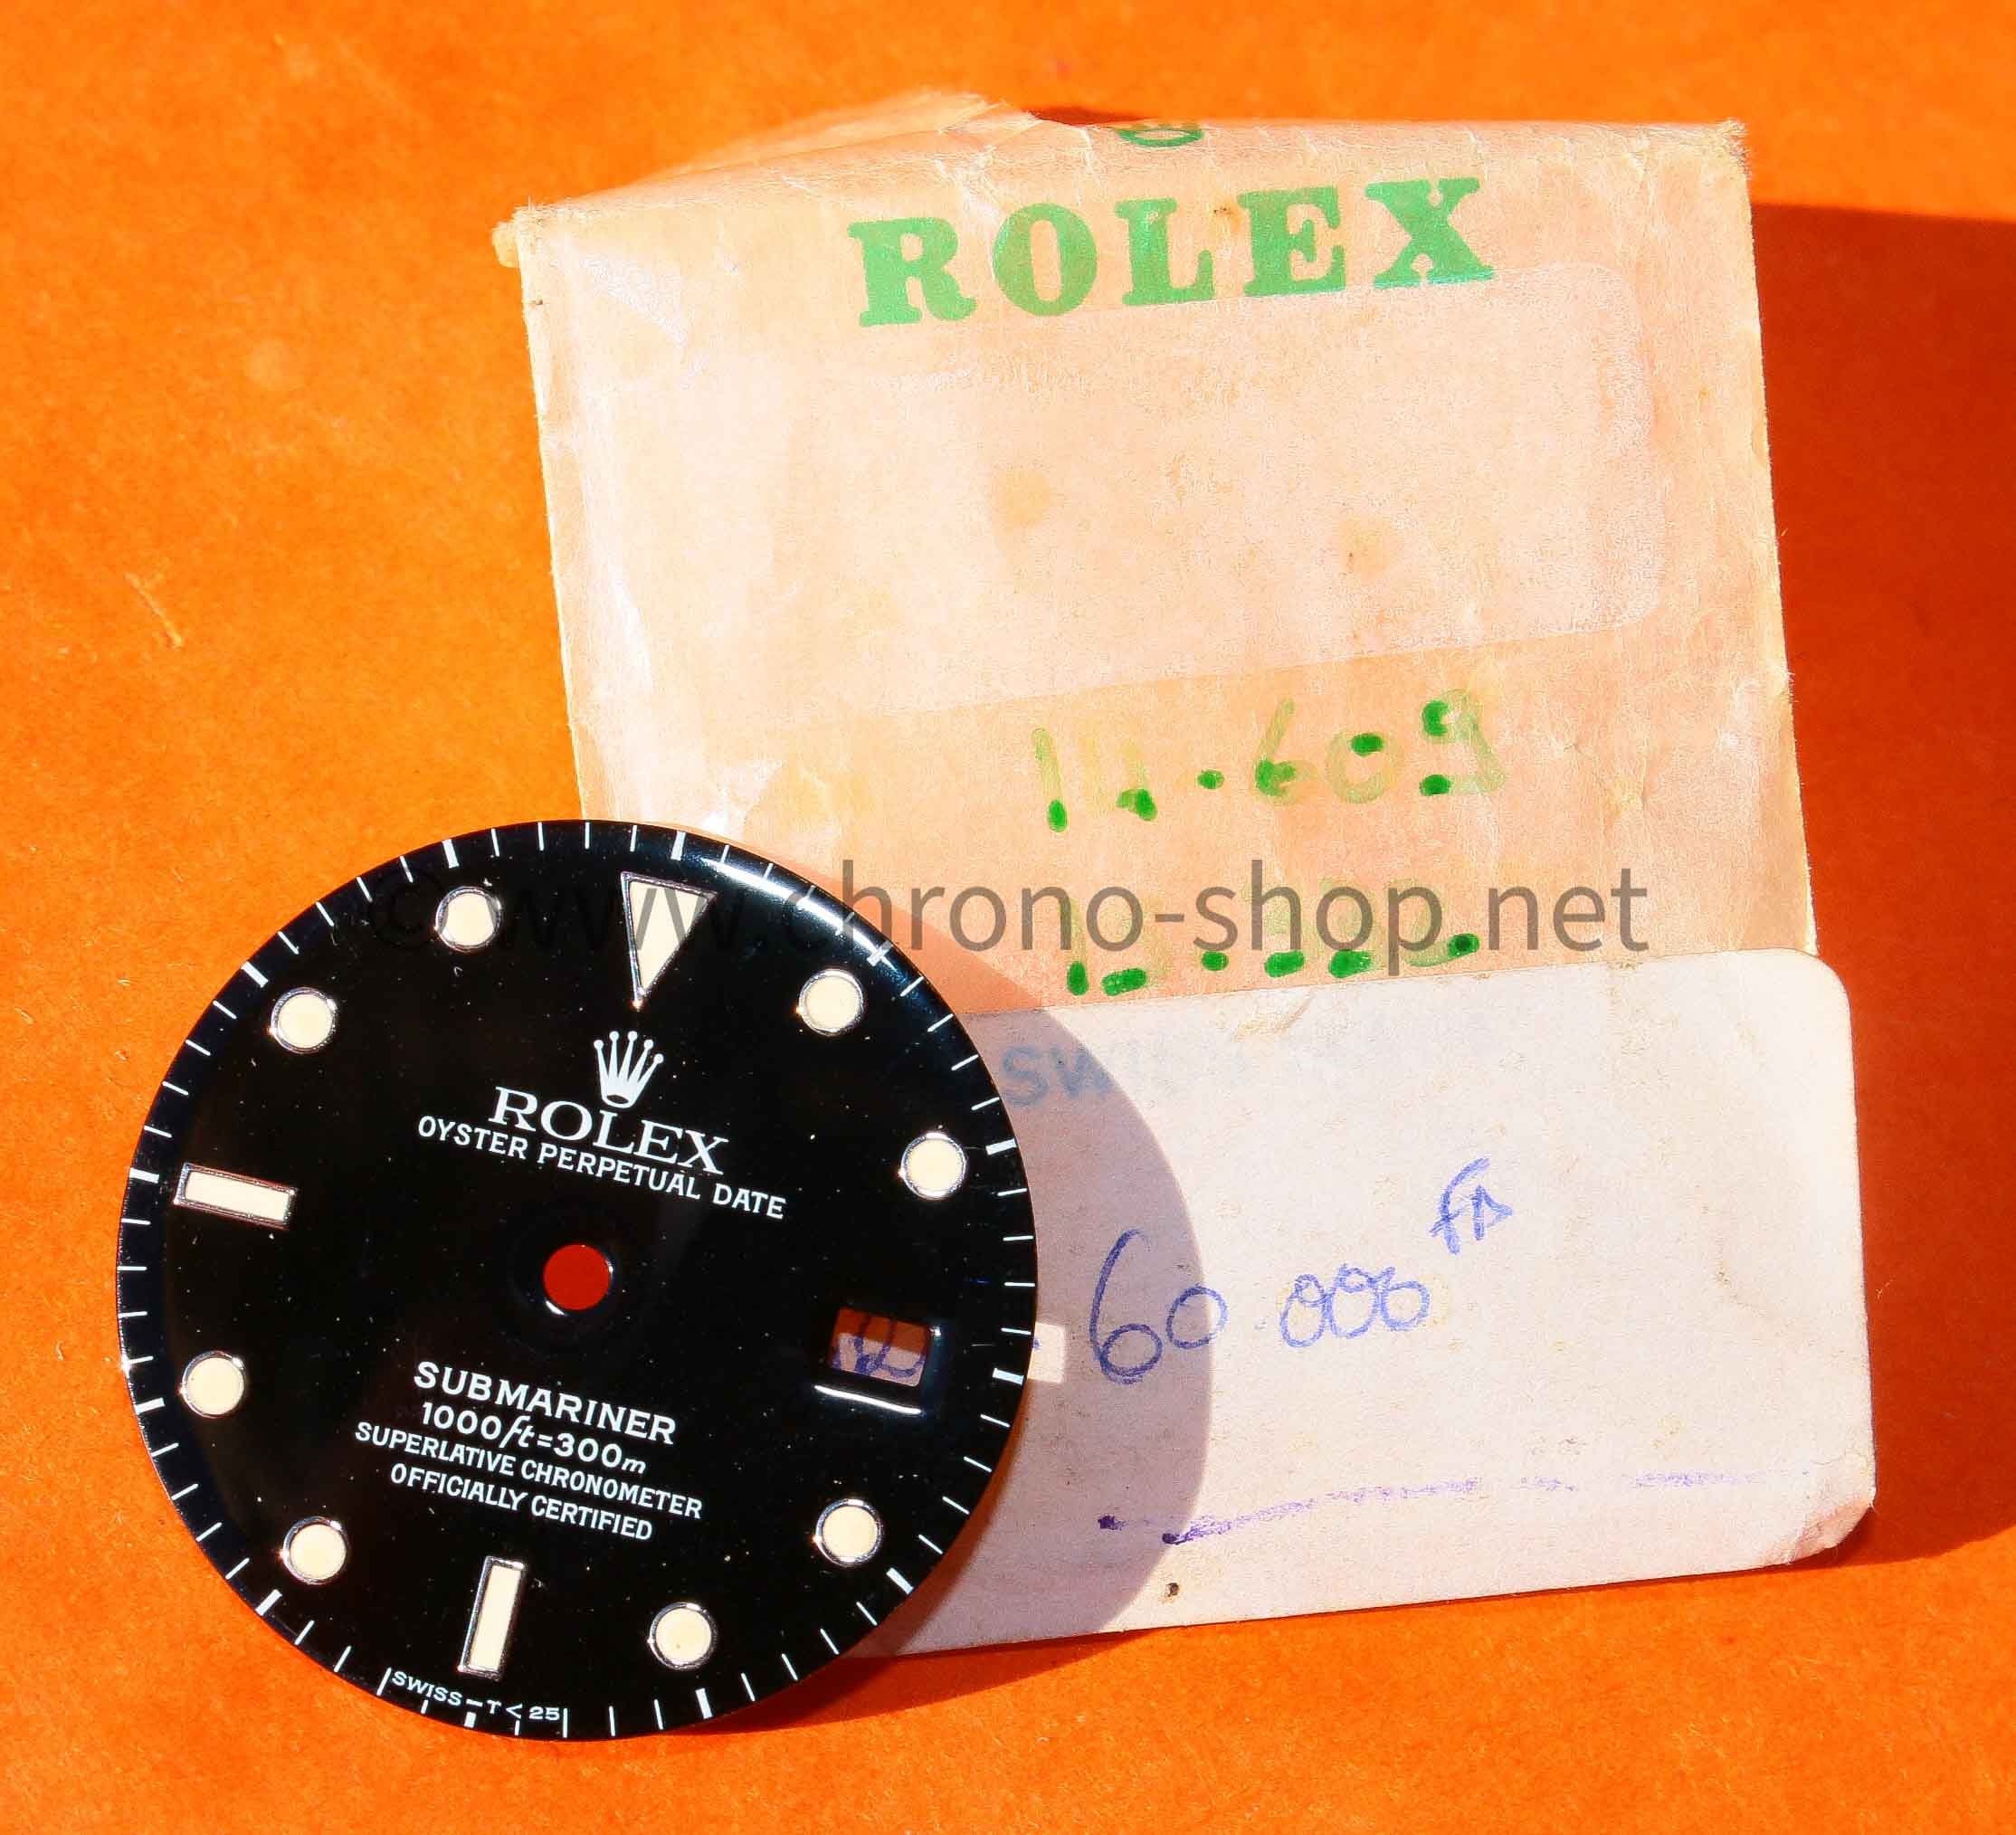 ROLEX
14.609
© www.chrono-shop.net
ROLEX
OYSTER PERPETUAL DATE
SUBMARINER
1000ft=300m
SUPERLATIVE CHRONOMETER
OFFICIALLY CERTIFIED
SWISS-T<25
60 000